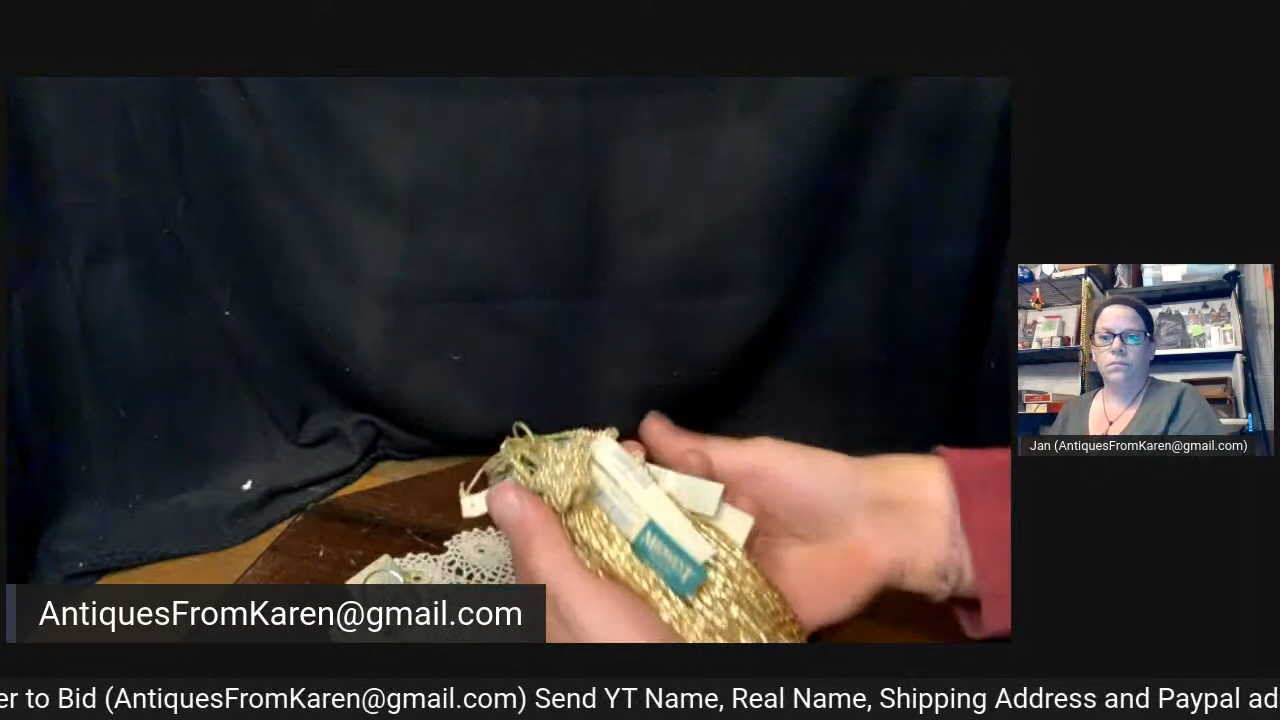 Jan (AntiquesFromKaren@gmail.com)
AntiquesFromKaren@gmail.com
er to Bid (AntiquesFromKaren@gmail.com) Send YT Name, Real Name, Shipping Address and Paypal ad